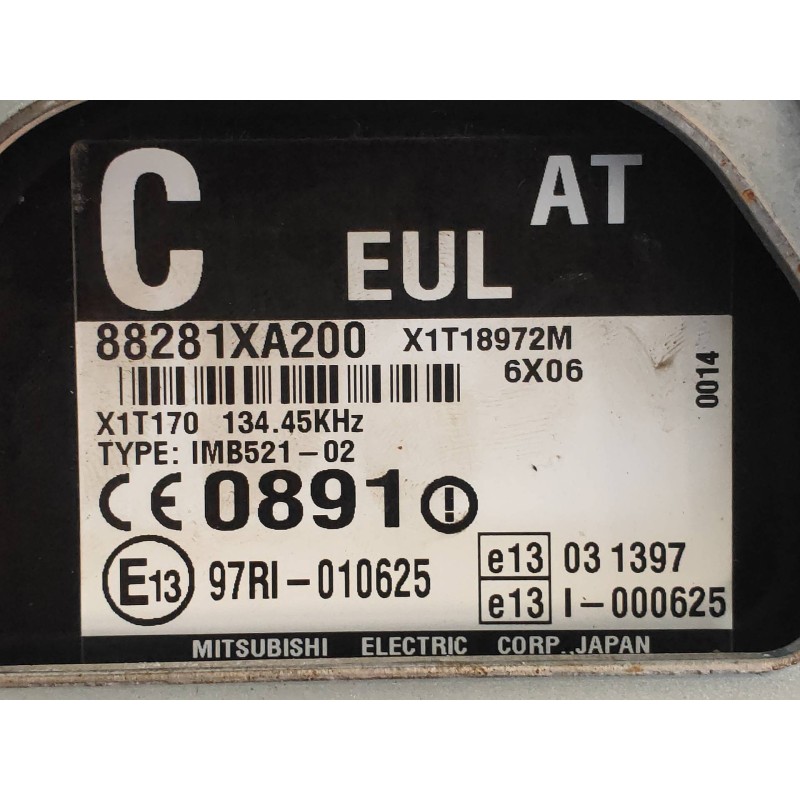 C
AT
EUL
88281XA200 X1T18972M
6X06
0014
X1T170 134.45KHz
TYPE: IMB521-02
CE 0891
E13 97RI-010625
e13 03 1397
e13 I-000625
MITSUBISHI ELECTRIC CORP., JAPAN